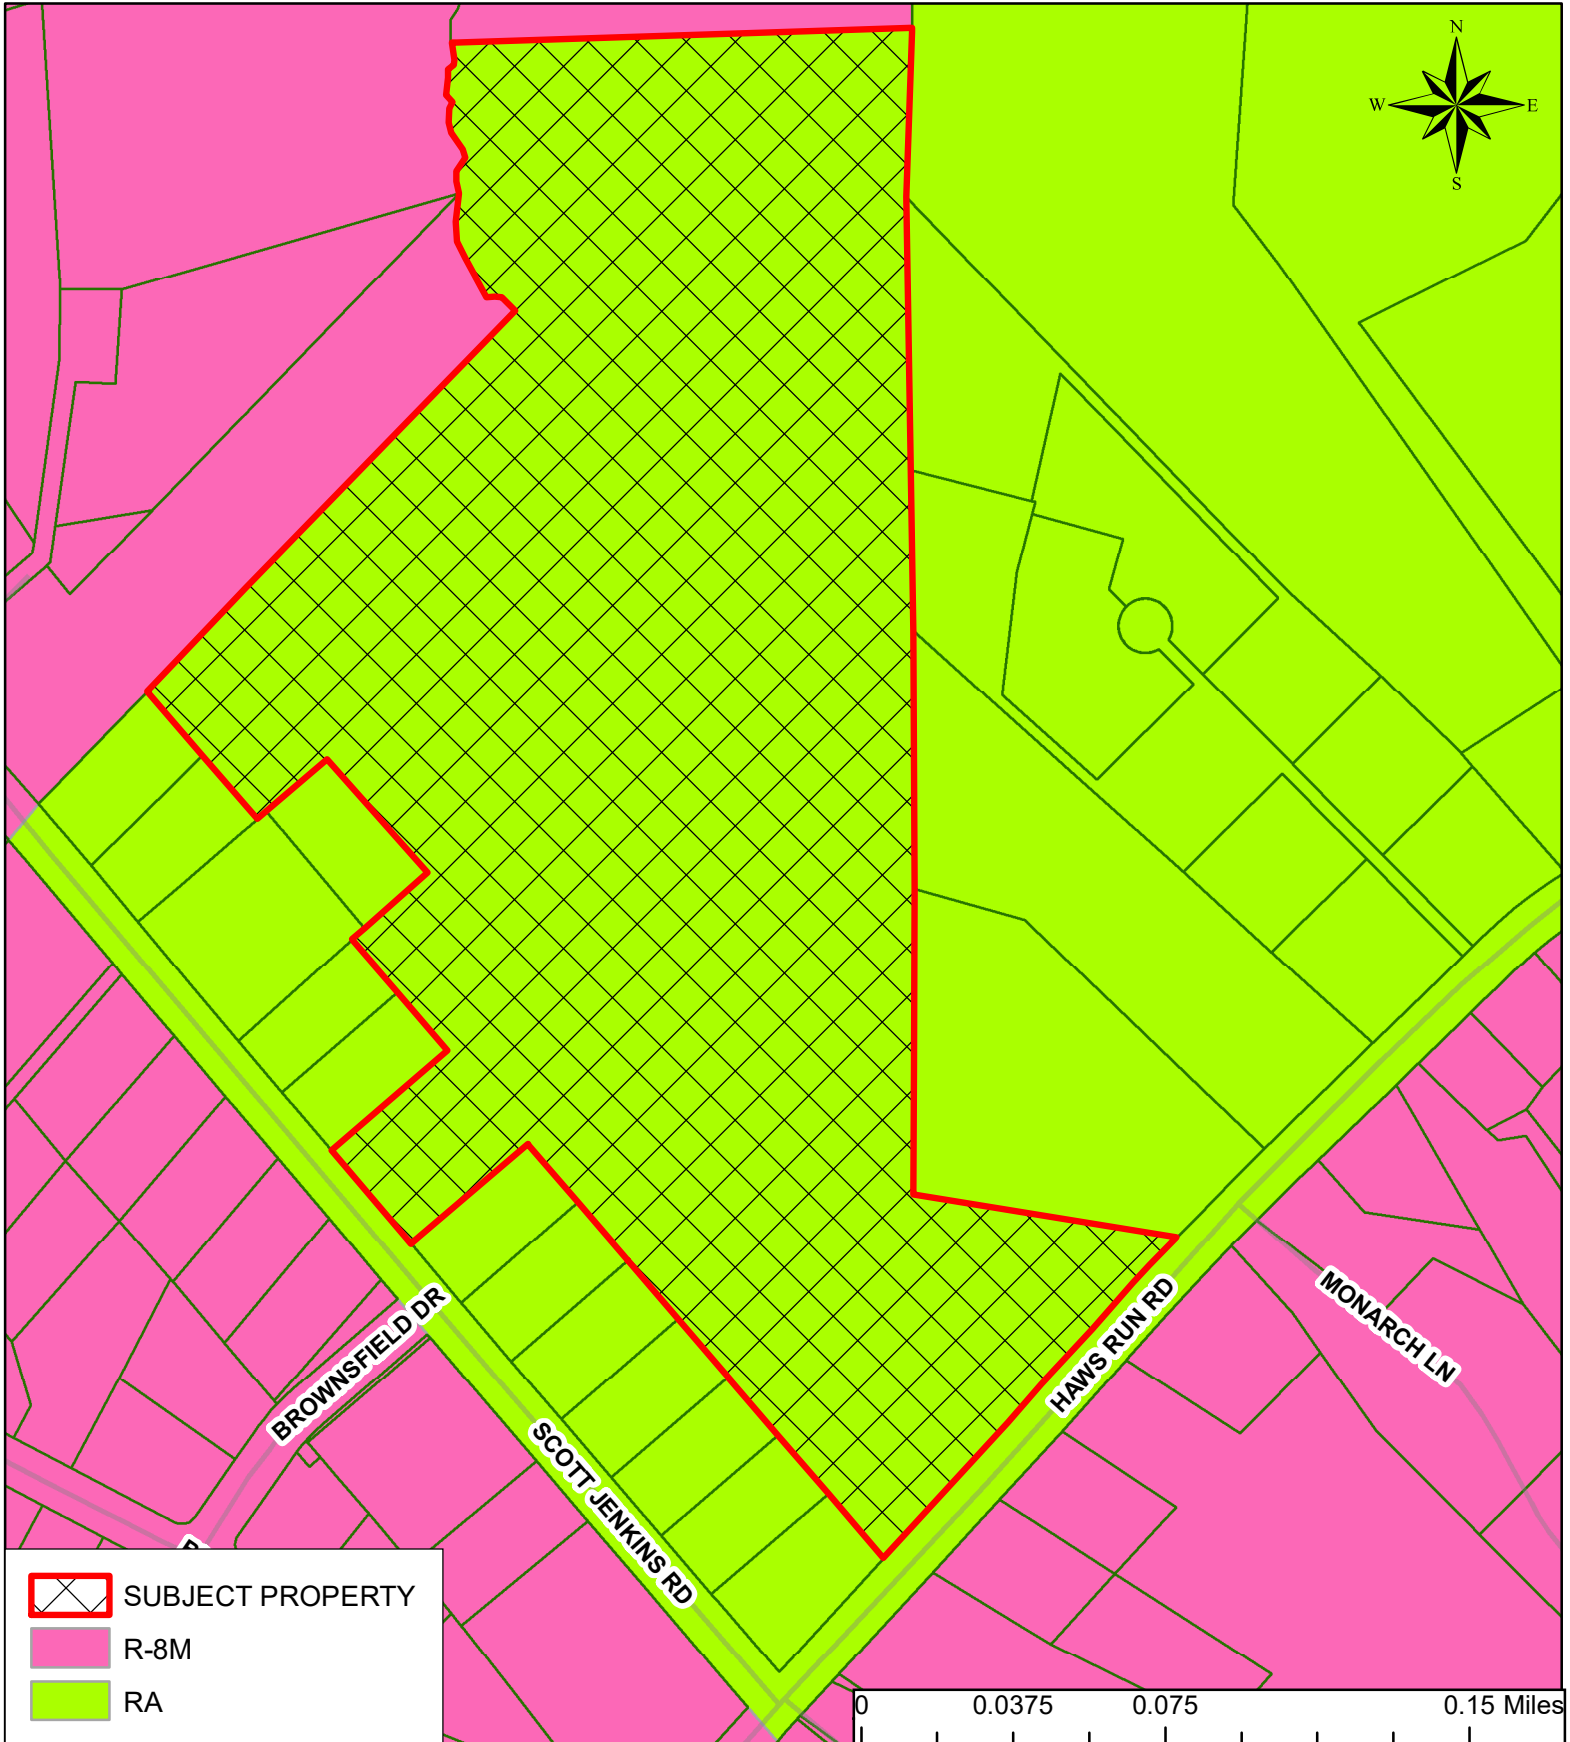 N
W E
S
BROWNSFIELD DR
SCOTT JENKINS RD
HAWS RUN RD
MONARCH LN
SUBJECT PROPERTY
R-8M
RA
0 0.0375 0.075 0.15 Miles